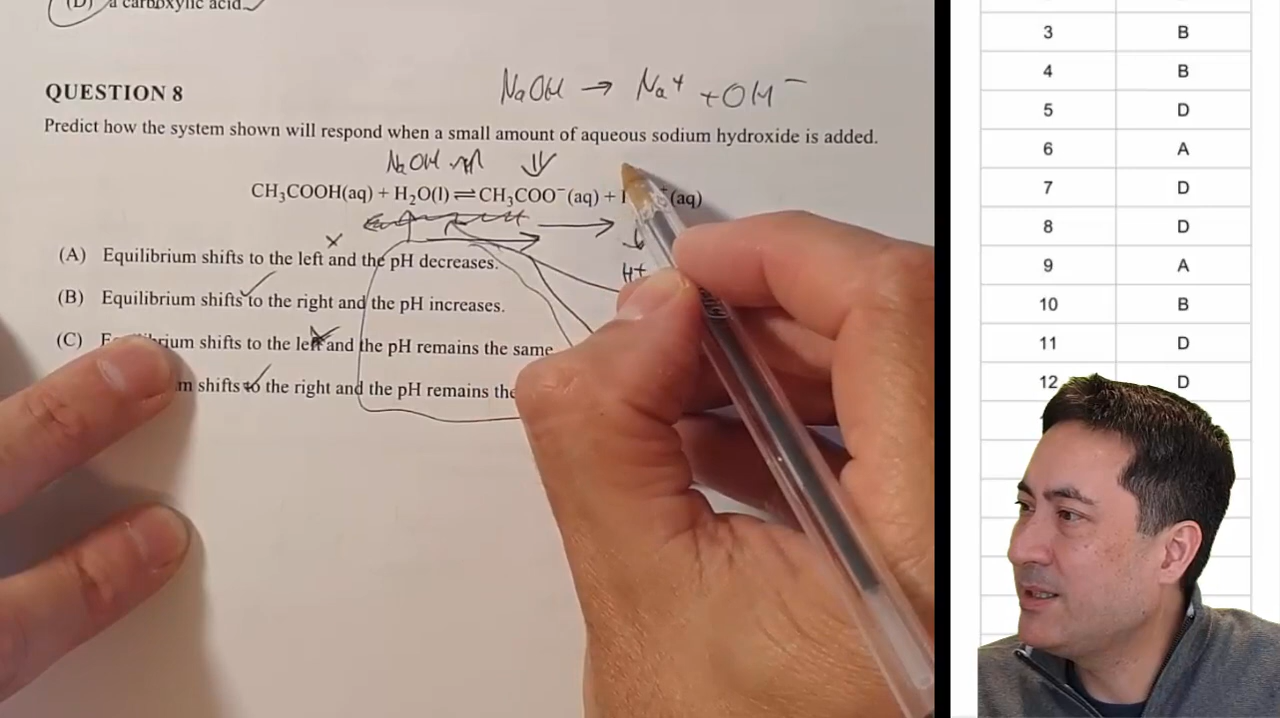 (D) a carboxylic acid.
QUESTION 8
NaOH → Na+ + OH−
Predict how the system shown will respond when a small amount of aqueous sodium hydroxide is added.
NaOH
CH₃COOH(aq) + H₂O(l) ⇌ CH₃COO⁻(aq) + (aq)
H+
(A) Equilibrium shifts to the left and the pH decreases.
(B) Equilibrium shifts to the right and the pH increases.
(C) shifts to the left and the pH remains the same
shifts to the right and the pH remains the
3 B
4 B
5 D
6 A
7 D
8 D
9 A
10 B
11 D
12 D